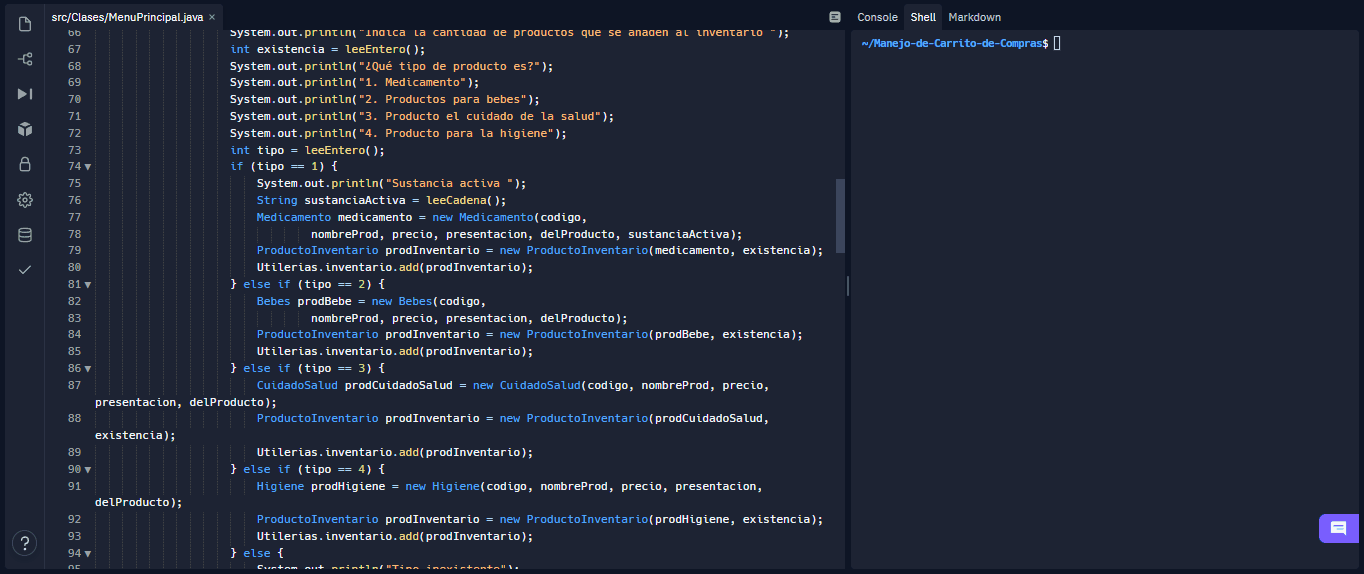 src/Clases/MenuPrincipal.java ×
Console Shell Markdown
~/Manejo-de-Carrito-de-Compras$
66 System.out.println("Indica la cantidad de productos que se añaden al inventario ");
67 int existencia = leeEntero();
68 System.out.println("¿Qué tipo de producto es?");
69 System.out.println("1. Medicamento");
70 System.out.println("2. Productos para bebes");
71 System.out.println("3. Producto el cuidado de la salud");
72 System.out.println("4. Producto para la higiene");
73 int tipo = leeEntero();
74 if (tipo == 1) {
75 System.out.println("Sustancia activa ");
76 String sustanciaActiva = leeCadena();
77 Medicamento medicamento = new Medicamento(codigo,
78 nombreProd, precio, presentacion, delProducto, sustanciaActiva);
79 ProductoInventario prodInventario = new ProductoInventario(medicamento, existencia);
80 Utilerias.inventario.add(prodInventario);
81 } else if (tipo == 2) {
82 Bebes prodBebe = new Bebes(codigo,
83 nombreProd, precio, presentacion, delProducto);
84 ProductoInventario prodInventario = new ProductoInventario(prodBebe, existencia);
85 Utilerias.inventario.add(prodInventario);
86 } else if (tipo == 3) {
87 CuidadoSalud prodCuidadoSalud = new CuidadoSalud(codigo, nombreProd, precio,
presentacion, delProducto);
88 ProductoInventario prodInventario = new ProductoInventario(prodCuidadoSalud,
existencia);
89 Utilerias.inventario.add(prodInventario);
90 } else if (tipo == 4) {
91 Higiene prodHigiene = new Higiene(codigo, nombreProd, precio, presentacion,
delProducto);
92 ProductoInventario prodInventario = new ProductoInventario(prodHigiene, existencia);
93 Utilerias.inventario.add(prodInventario);
94 } else {
95 System.out.println("Tipo inexistente");
?